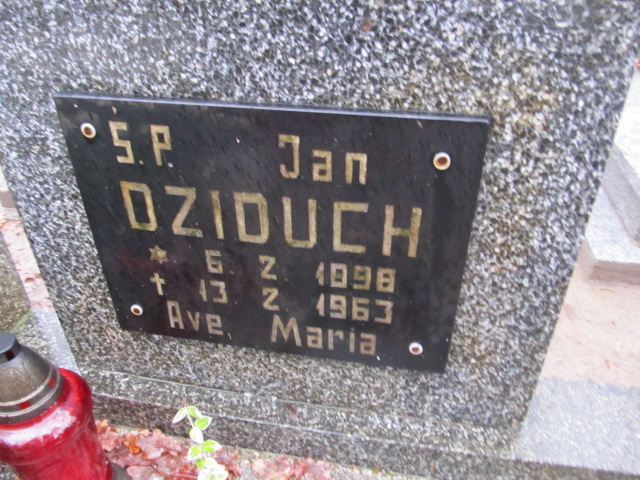 Ś.P. Jan
DZIDUCH
* 6 2 1898
† 13 2 1963
Ave Maria